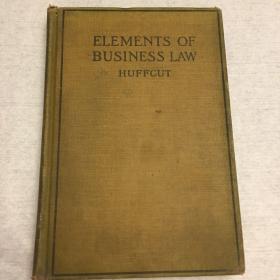 ELEMENTS OF
BUSINESS LAW
HUFFCUT